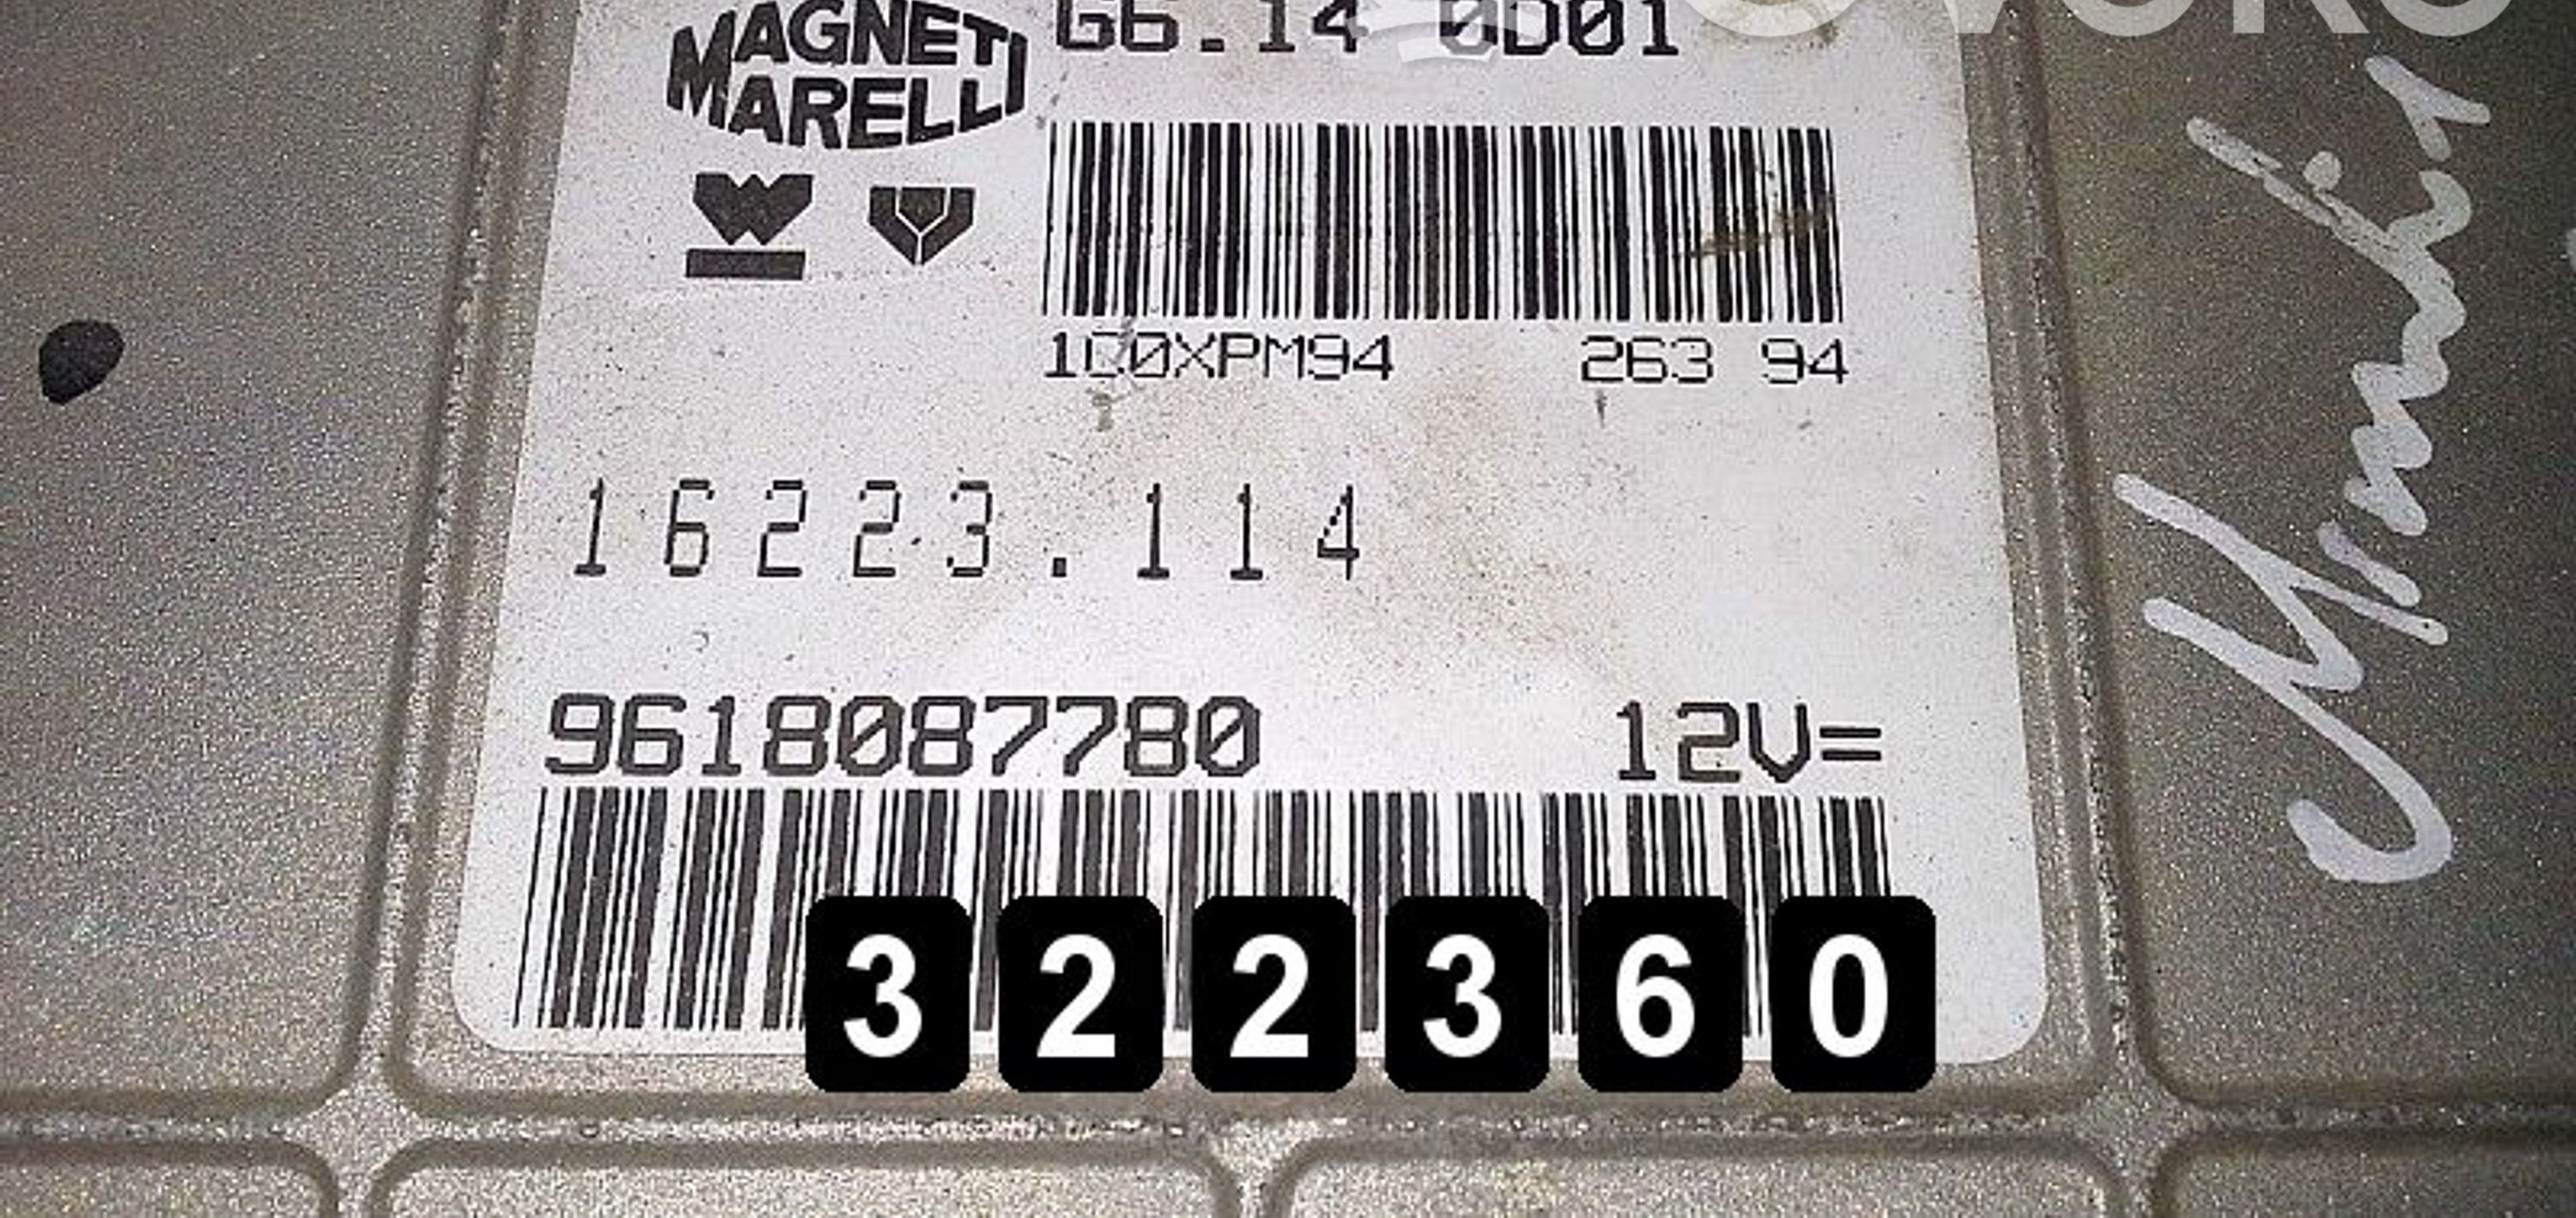 MAGNETI
MARELLI
G6.14 0D01
1C0XPM94 263 94
16223.114
9618087780 12V=
322360